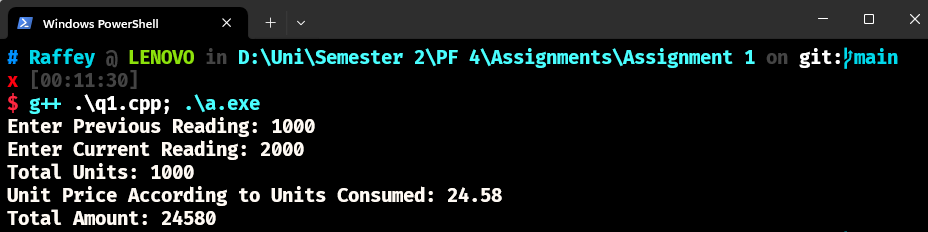 Windows PowerShell
# Raffey @ LENOVO in D:\Uni\Semester 2\PF 4\Assignments\Assignment 1 on git:main
x [00:11:30]
$ g++ .\q1.cpp; .\a.exe
Enter Previous Reading: 1000
Enter Current Reading: 2000
Total Units: 1000
Unit Price According to Units Consumed: 24.58
Total Amount: 24580